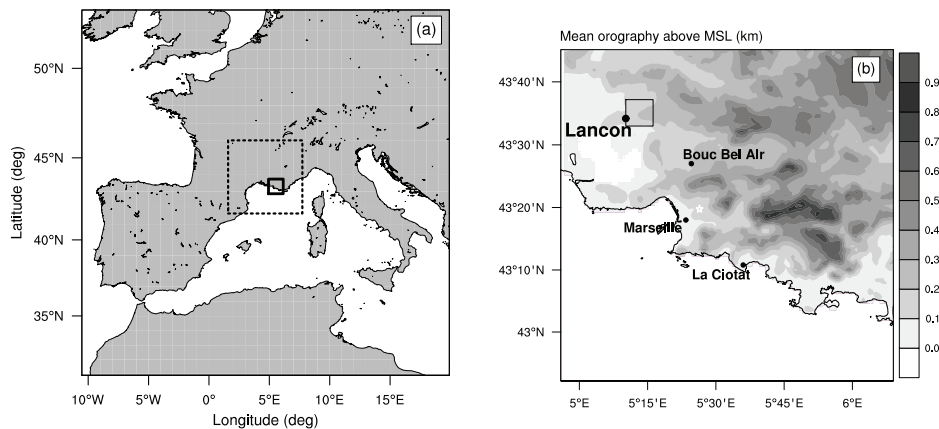 (a)
50°N
45°N
40°N
35°N
Latitude (deg)
10°W 5°W 0° 5°E 10°E 15°E
Longitude (deg)
Mean orography above MSL (km)
(b)
43°40'N
43°30'N
43°20'N
43°10'N
43°N
Lancon
Bouc Bel Air
Marseille
La Ciotat
5°E 5°15'E 5°30'E 5°45'E 6°E
0.9
0.8
0.7
0.6
0.5
0.4
0.3
0.2
0.1
0.0